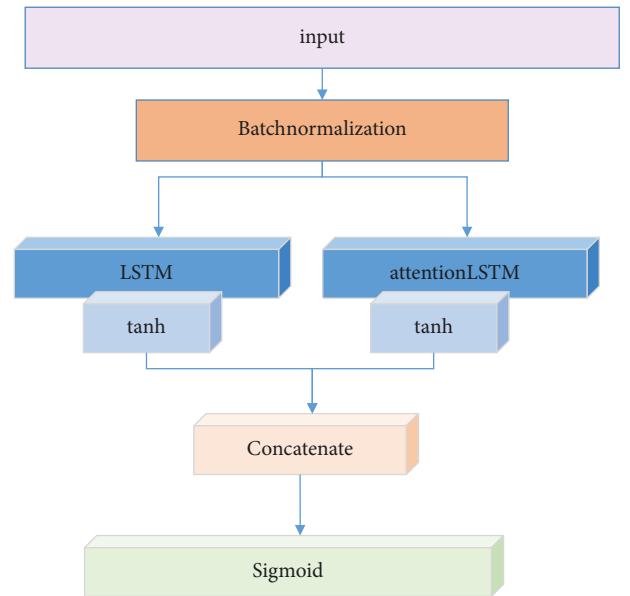 input
Batchnormalization
LSTM
attentionLSTM
tanh
tanh
Concatenate
Sigmoid